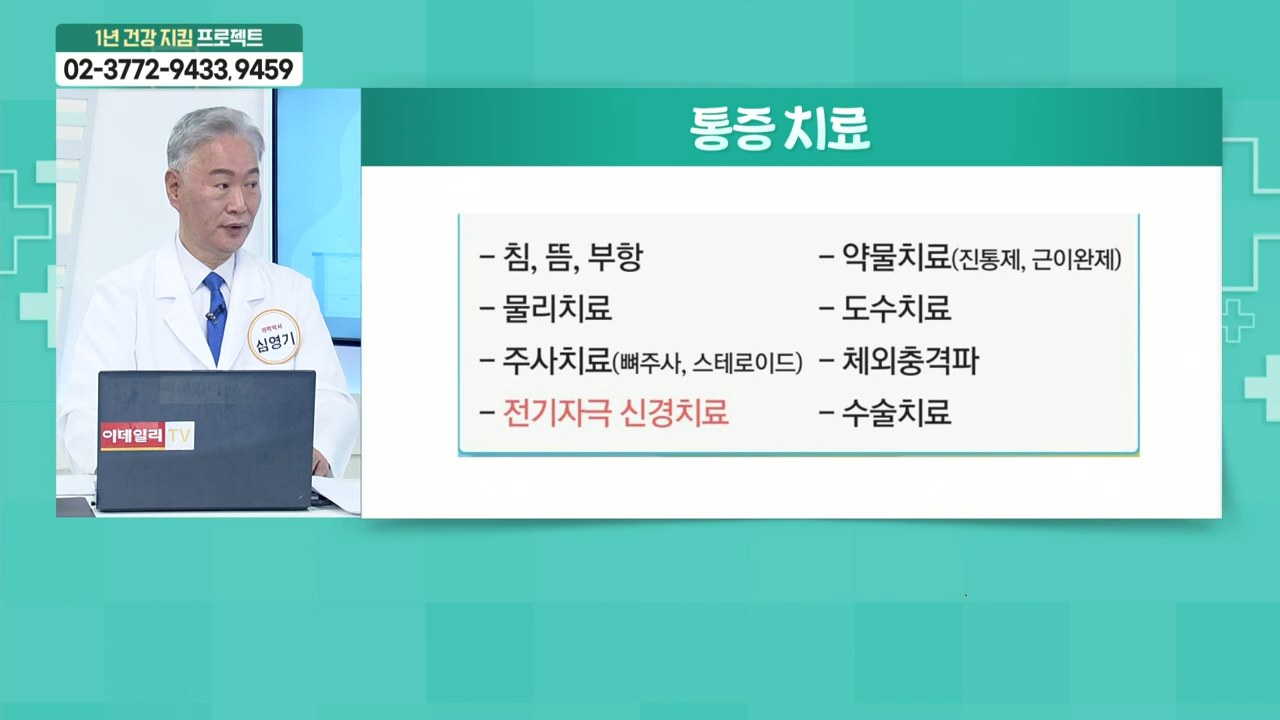 1년 건강 지킴 프로젝트
02-3772-9433, 9459
통증 치료
- 침, 뜸, 부항
- 물리치료
- 주사치료(뼈주사, 스테로이드)
- 전기자극 신경치료
- 약물치료(진통제, 근이완제)
- 도수치료
- 체외충격파
- 수술치료
심영기
이데일리TV